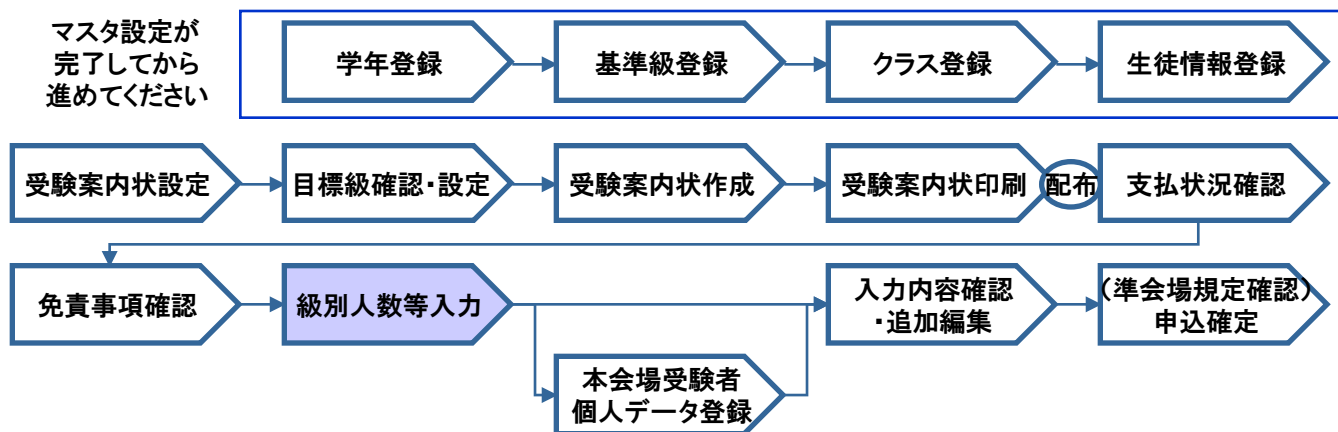 マスタ設定が
完了してから
進めてください
学年登録
基準級登録
クラス登録
生徒情報登録
受験案内状設定
目標級確認・設定
受験案内状作成
受験案内状印刷
配布
支払状況確認
免責事項確認
級別人数等入力
本会場受験者
個人データ登録
入力内容確認
・追加編集
(準会場規定確認)
申込確定